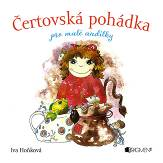 Čertovská pohádka
pro malé andílky
Iva Hoňková
FRAGMENT